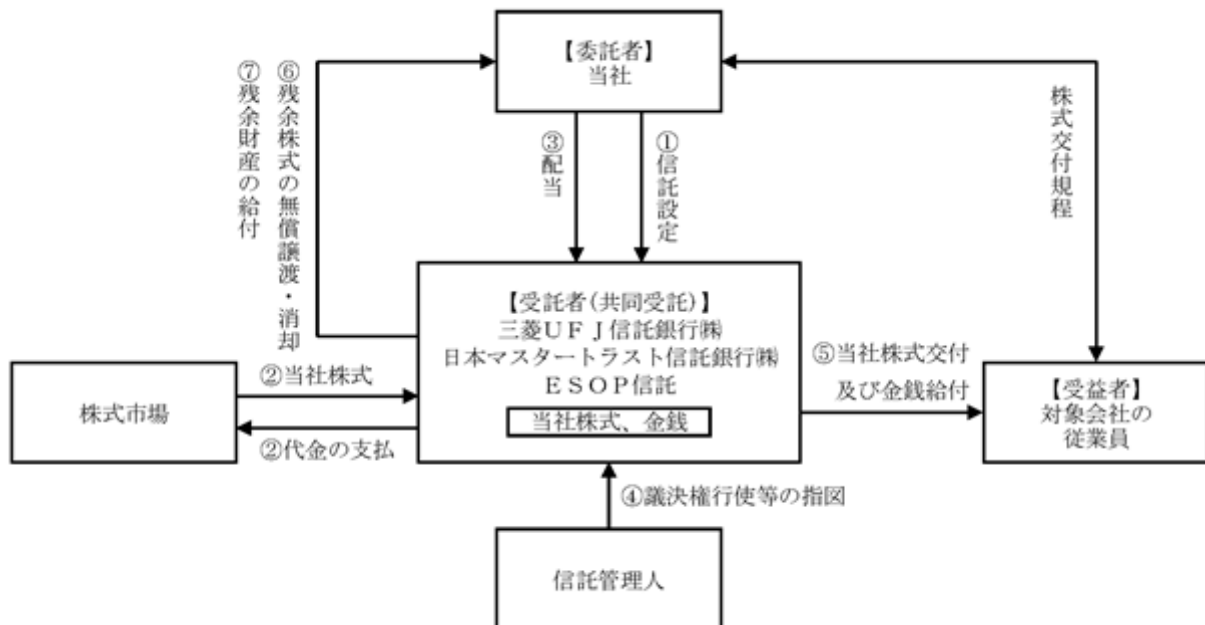 【委託者】
当社
⑦残余財産の給付
⑥残余株式の無償譲渡・消却
③配当
①信託設定
株式交付規程
【受託者(共同受託)】
三菱UFJ信託銀行㈱
日本マスタートラスト信託銀行㈱
ESOP信託
当社株式、金銭
株式市場
②当社株式
②代金の支払
⑤当社株式交付
及び金銭給付
【受益者】
対象会社の
従業員
④議決権行使等の指図
信託管理人